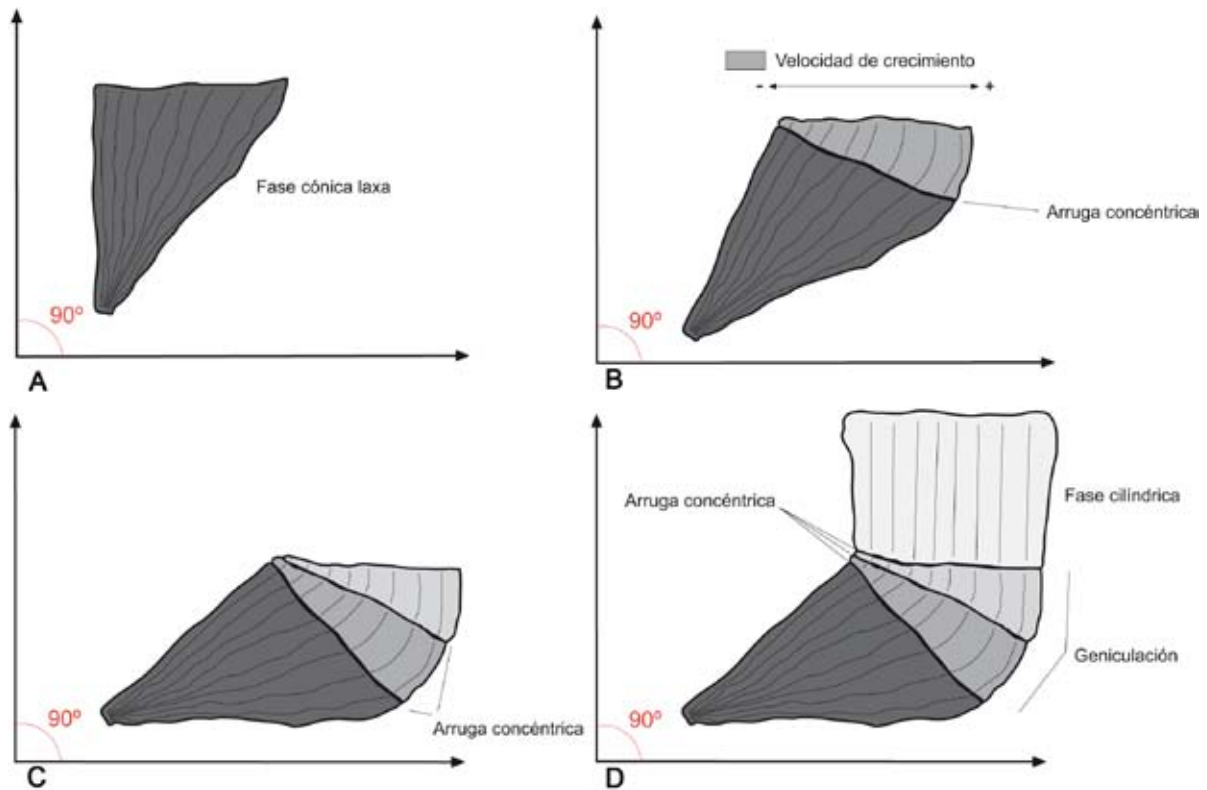 Fase cónica laxa
90º
A
Velocidad de crecimiento
- +
Arruga concéntrica
90º
B
Arruga concéntrica
90º
C
Arruga concéntrica
Fase cilíndrica
Geniculación
90º
D